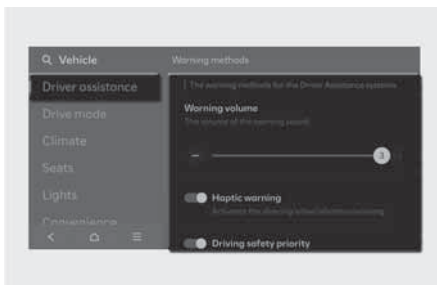 Vehicle
Warning methods
Driver assistance
The warning methods for the Driver Assistance systems
Warning volume
The volume of the warning sound.
Drive mode
Climate
3
Seats
Lights
Haptic warning
Convenience
Driving safety priority